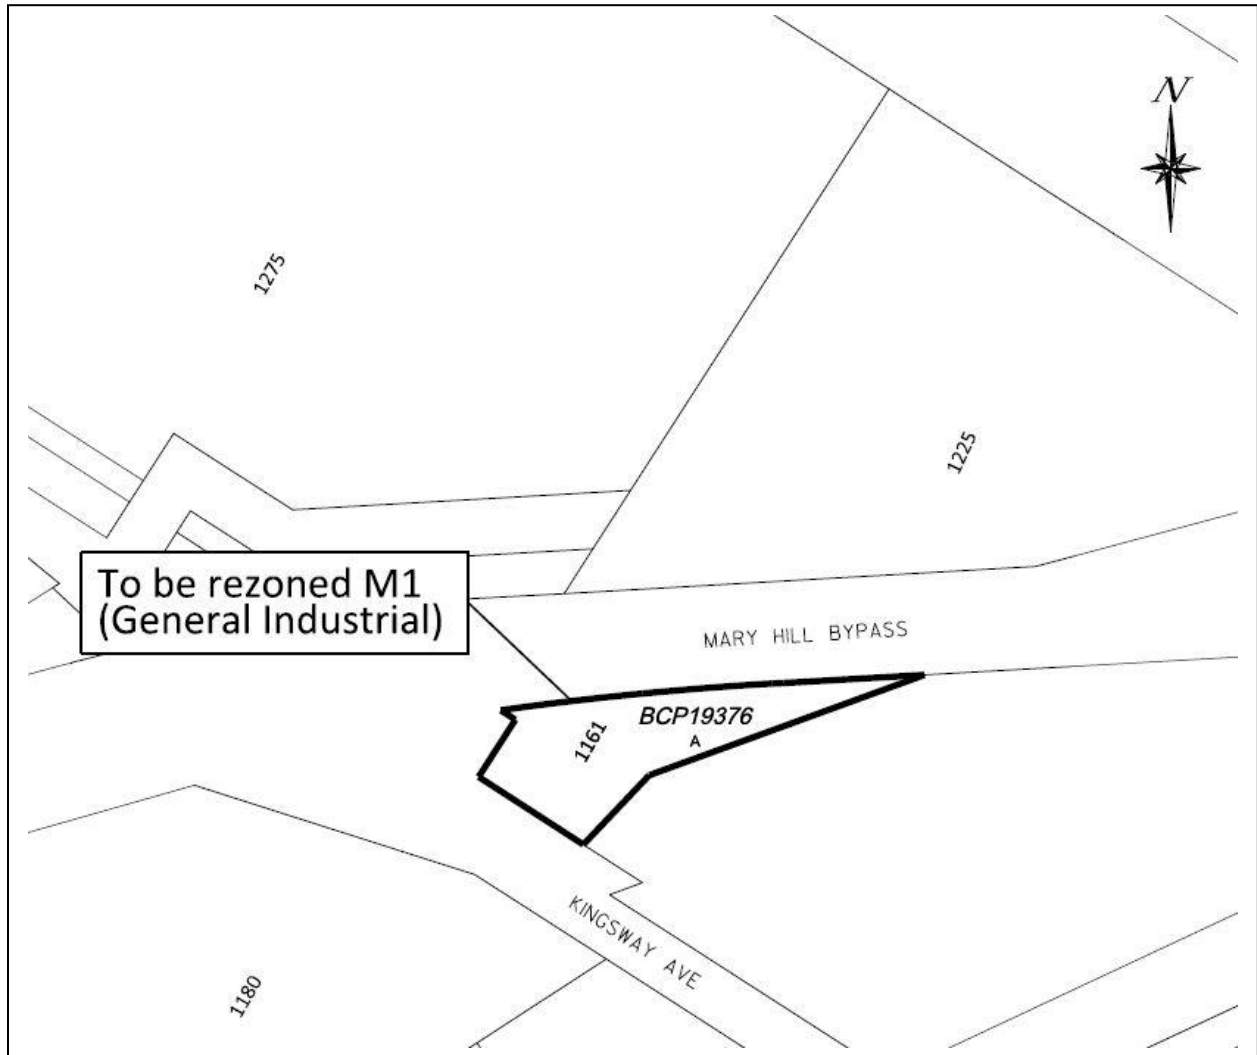 N
1275
1225
To be rezoned M1
(General Industrial)
MARY HILL BYPASS
BCP19376
A
1161
KINGSWAY AVE
1180